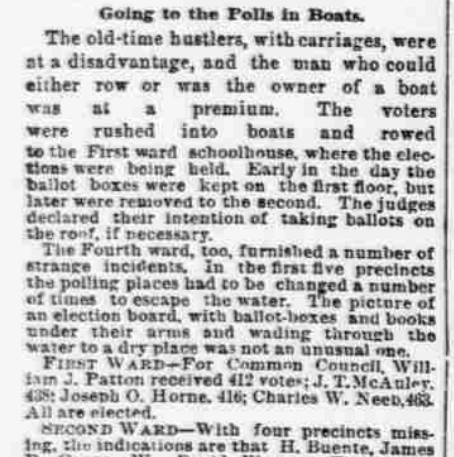 Going to the Polls in Boats.
The old-time hustlers, with carriages, were
at a disadvantage, and the man who could
either row or was the owner of a boat
was at a premium. The voters
were rushed into boats and rowed
to the First ward schoolhouse, where the elec-
tions were being held. Early in the day the
ballot boxes were kept on the first floor, but
later were removed to the second. The judges
declared their intention of taking ballots on
the roof, if necessary.
The Fourth ward, too, furnished a number of
strange incidents. In the first five precincts
the polling places had to be changed a number
of times to escape the water. The picture of
an election board, with ballot-boxes and books
under their arms and wading through the
water to a dry place was not an unusual one.
FIRST WARD—For Common Council, Will-
iam J. Patton received 412 votes; J. T. McAuley,
438; Joseph O. Horne, 416; Charles W. Neeb, 463.
All are elected.
SECOND WARD—With four precincts miss-
ing, the indications are that H. Buente, James